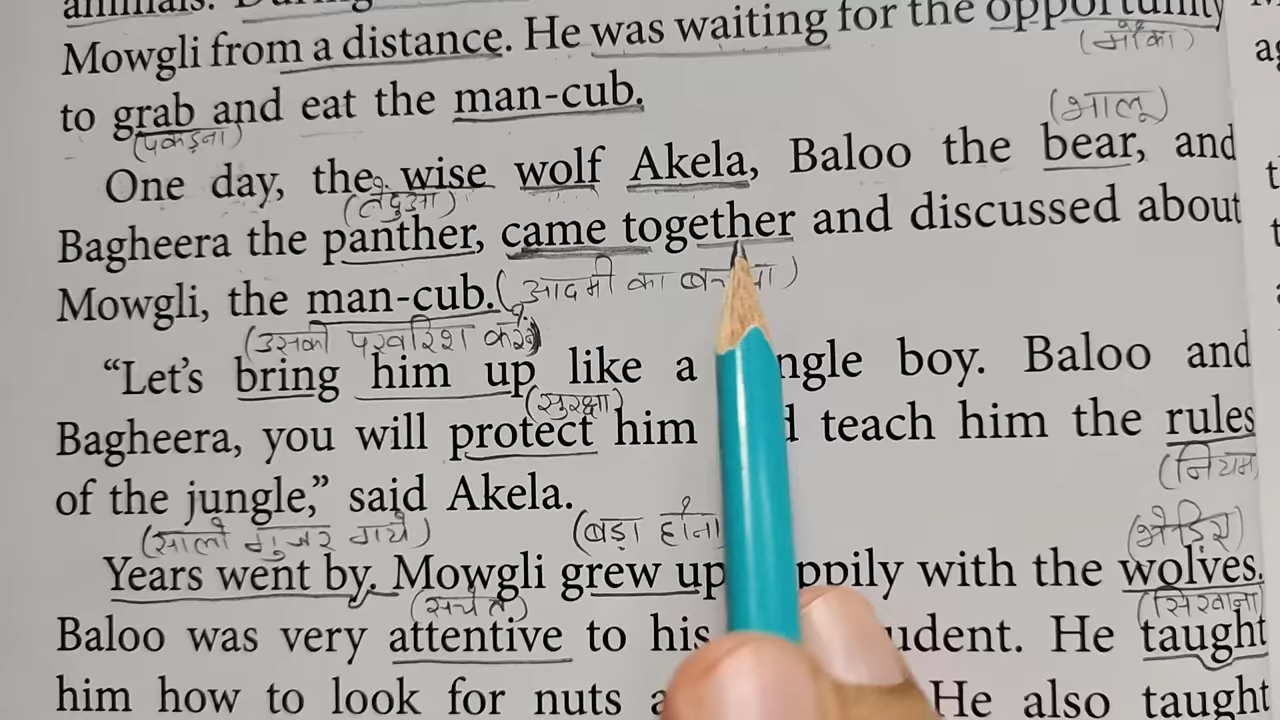 Mowgli from a distance. He was waiting for the opportunity
(मौका)
to grab and eat the man-cub.
(पकड़ना)
(भालू)
One day, the wise wolf Akela, Baloo the bear, and
(तेंदुआ)
Bagheera the panther, came together and discussed about
Mowgli, the man-cub. (आदमी का
(उसकी परवरिश करेंं)
"Let's bring him up like a boy. Baloo and
(सुरक्षा)
Bagheera, you will protect him teach him the rules
(नियम
of the jungle," said Akela.
(सालों गुजर गये)
(बड़ा होना
(भेड़िए)
Years went by. Mowgli grew up with the wolves.
(सचेत)
(सिखाना)
Baloo was very attentive to his He taught
him how to look for nuts He also taught